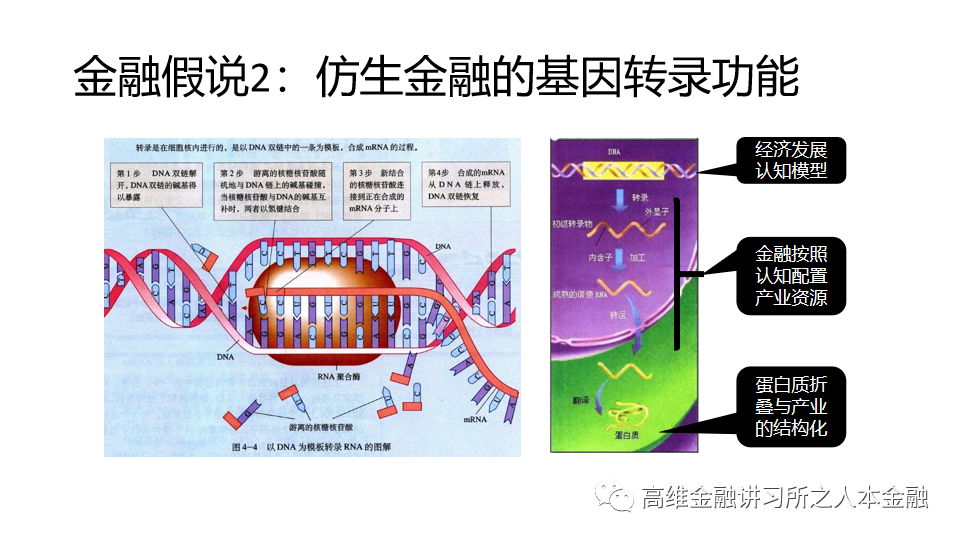 金融假说2：仿生金融的基因转录功能
转录是在细胞核内进行的，是以DNA双链中的一条为模板，合成mRNA的过程。
第1步 DNA双链解
开，DNA双链的碱基得
以暴露
第2步 游离的核糖核苷酸随
机地与DNA链上的碱基碰撞，
当核糖核苷酸与DNA的碱基互
补时，两者以氢键结合
第3步 新结合
的核糖核苷酸连
接到正在合成的
mRNA分子上
第4步 合成的mRNA
从DNA链上释放，
DNA双链恢复
DNA
DNA
RNA聚合酶
mRNA
游离的核糖核苷酸
图4-4 以DNA为模板转录RNA的图解
DNA
转录
外显子
初级转录物
内含子
加工
成熟的信使RNA
转运
翻译
蛋白质
经济发展
认知模型
金融按照
认知配置
产业资源
蛋白质折
叠与产业
的结构化
高维金融讲习所之人本金融